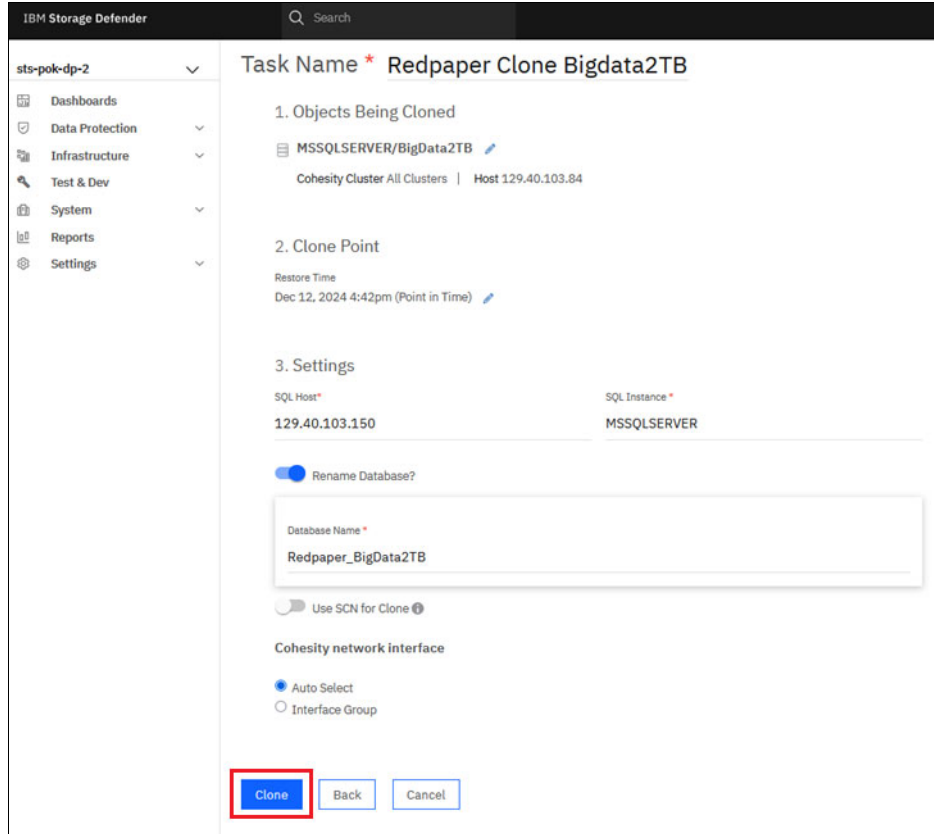 IBM Storage Defender
Search
sts-pok-dp-2
Dashboards
Data Protection
Infrastructure
Test & Dev
System
Reports
Settings
Task Name * Redpaper Clone Bigdata2TB
1. Objects Being Cloned
MSSQLSERVER/BigData2TB
Cohesity Cluster All Clusters | Host 129.40.103.84
2. Clone Point
Restore Time
Dec 12, 2024 4:42pm (Point in Time)
3. Settings
SQL Host* SQL Instance *
129.40.103.150 MSSQLSERVER
Rename Database?
Database Name *
Redpaper_BigData2TB
Use SCN for Clone
Cohesity network interface
Auto Select
Interface Group
Clone Back Cancel